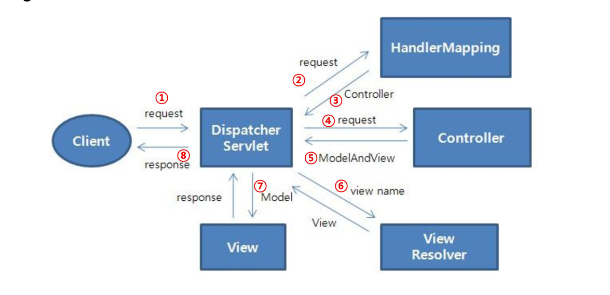 HandlerMapping
request
②
① 
③ Controller
request
④ request
Client
Dispatcher
Servlet
Controller
⑧
response
⑤ ModelAndView
⑦
⑥ view name
response
Model
View
View
View
Resolver